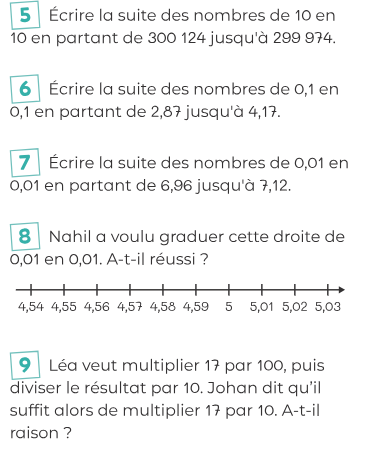 5 Écrire la suite des nombres de 10 en
10 en partant de 300 124 jusqu'à 299 974.
6 Écrire la suite des nombres de 0,1 en
0,1 en partant de 2,87 jusqu'à 4,17.
7 Écrire la suite des nombres de 0,01 en
0,01 en partant de 6,96 jusqu'à 7,12.
8 Nahil a voulu graduer cette droite de
0,01 en 0,01. A-t-il réussi ?
4,54 4,55 4,56 4,57 4,58 4,59 5 5,01 5,02 5,03
9 Léa veut multiplier 17 par 100, puis
diviser le résultat par 10. Johan dit qu'il
suffit alors de multiplier 17 par 10. A-t-il
raison ?